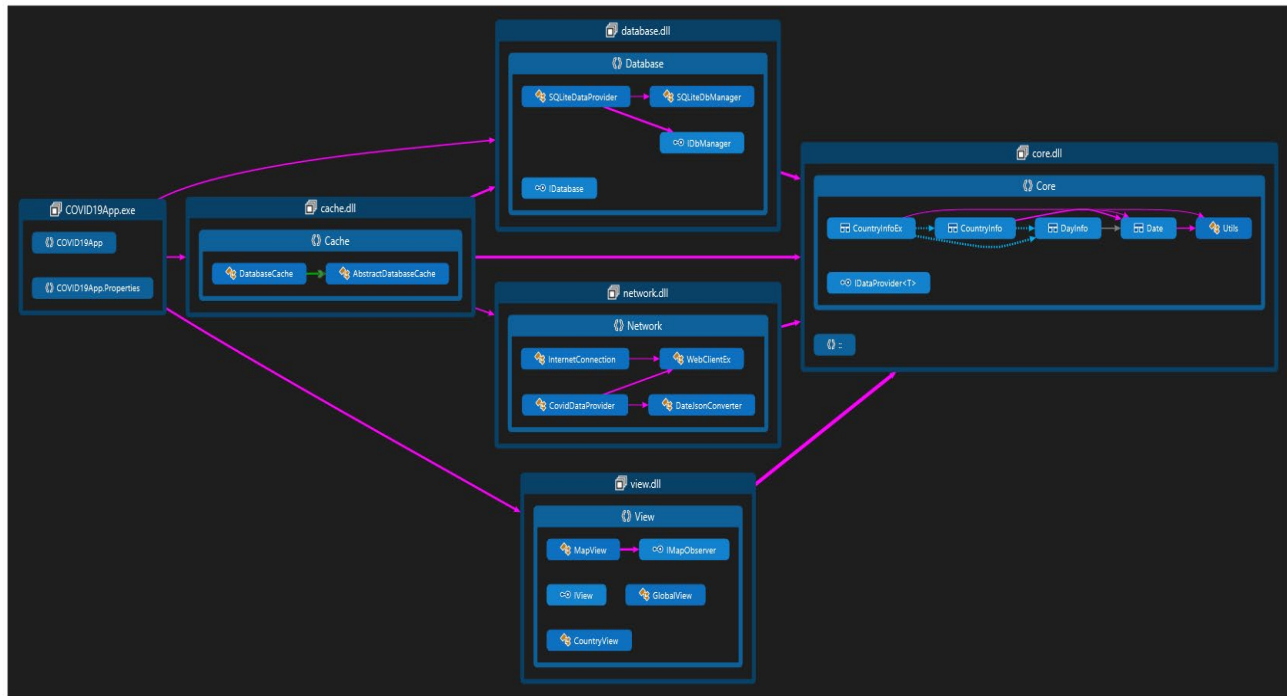 COVID19App.exe
COVID19App
COVID19App.Properties
cache.dll
Cache
DatabaseCache
AbstractDatabaseCache
database.dll
Database
SQLiteDataProvider
SQLiteDbManager
IDbManager
IDatabase
network.dll
Network
InternetConnection
WebClientEx
CovidDataProvider
DateJsonConverter
view.dll
View
MapView
IMapObserver
IView
GlobalView
CountryView
core.dll
Core
CountryInfoEx
CountryInfo
DayInfo
Date
Utils
IDataProvider<T>
::